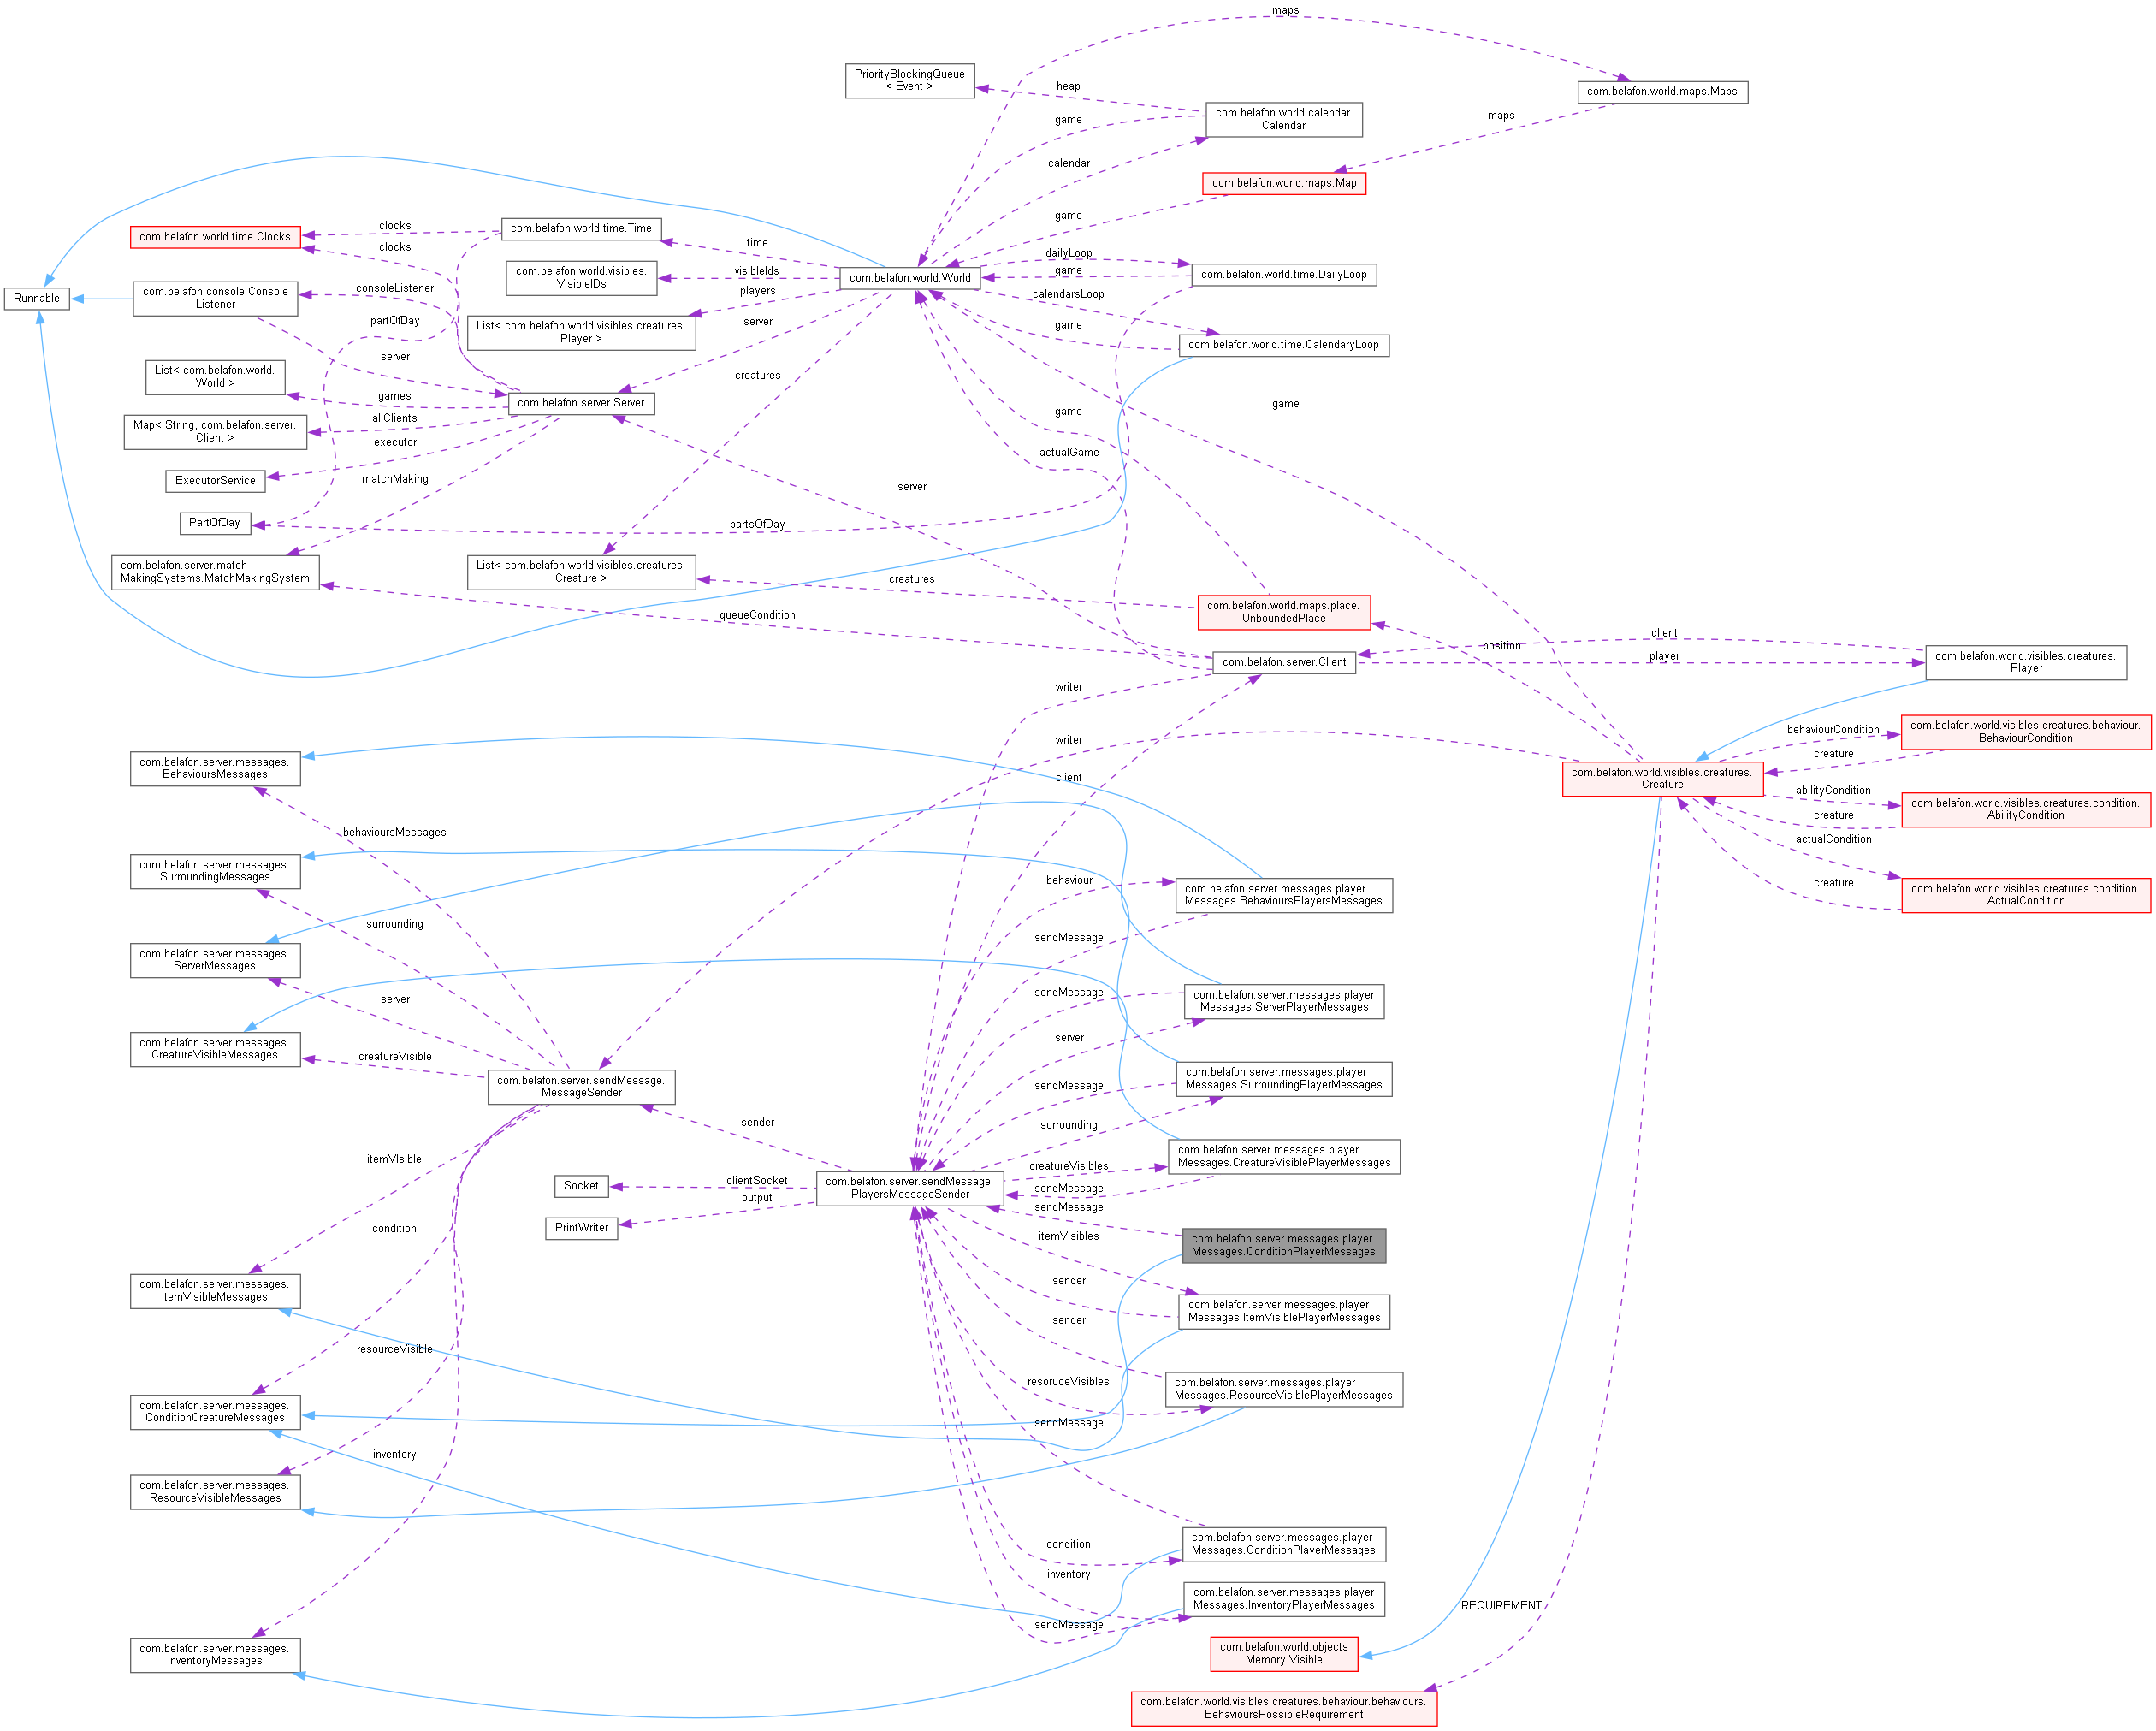 maps
PriorityBlockingQueue
< Event >
heap
com.belafon.world.maps.Maps
com.belafon.world.calendar.
Calendar
game
maps
calendar
com.belafon.world.maps.Map
game
clocks
com.belafon.world.time.Time
com.belafon.world.time.Clocks
clocks
time
dailyLoop
com.belafon.world.visibles.
VisibleIDs
visibleIds
com.belafon.world.World
game
com.belafon.world.time.DailyLoop
Runnable
com.belafon.console.Console
Listener
consoleListener
players
calendarsLoop
partOfDay
List< com.belafon.world.visibles.creatures.
Player >
server
game
com.belafon.world.time.CalendaryLoop
server
List< com.belafon.world.
World >
creatures
games
com.belafon.server.Server
game
game
Map< String, com.belafon.server.
Client >
allClients
executor
actualGame
ExecutorService
matchMaking
server
PartOfDay
partsOfDay
com.belafon.server.match
MakingSystems.MatchMakingSystem
List< com.belafon.world.visibles.creatures.
Creature >
creatures
com.belafon.world.maps.place.
UnboundedPlace
queueCondition
position
client
com.belafon.server.Client
player
com.belafon.world.visibles.creatures.
Player
writer
behaviourCondition
com.belafon.world.visibles.creatures.behaviour.
BehaviourCondition
writer
creature
com.belafon.server.messages.
BehavioursMessages
client
com.belafon.world.visibles.creatures.
Creature
abilityCondition
com.belafon.world.visibles.creatures.condition.
AbilityCondition
creature
behavioursMessages
actualCondition
com.belafon.server.messages.
SurroundingMessages
behaviour
com.belafon.server.messages.player
Messages.BehavioursPlayersMessages
creature
com.belafon.world.visibles.creatures.condition.
ActualCondition
surrounding
sendMessage
com.belafon.server.messages.
ServerMessages
sendMessage
com.belafon.server.messages.player
Messages.ServerPlayerMessages
server
server
com.belafon.server.messages.
CreatureVisibleMessages
creatureVisible
com.belafon.server.sendMessage.
MessageSender
sendMessage
com.belafon.server.messages.player
Messages.SurroundingPlayerMessages
sender
surrounding
itemVIsible
creatureVisibles
com.belafon.server.messages.player
Messages.CreatureVisiblePlayerMessages
Socket
clientSocket
com.belafon.server.sendMessage.
PlayersMessageSender
sendMessage
output
sendMessage
PrintWriter
condition
itemVisibles
com.belafon.server.messages.player
Messages.ConditionPlayerMessages
com.belafon.server.messages.
ItemVisibleMessages
sender
com.belafon.server.messages.player
Messages.ItemVisiblePlayerMessages
sender
resourceVisible
resoruceVisibles
com.belafon.server.messages.player
Messages.ResourceVisiblePlayerMessages
com.belafon.server.messages.
ConditionCreatureMessages
sendMessage
inventory
com.belafon.server.messages.
ResourceVisibleMessages
condition
com.belafon.server.messages.player
Messages.ConditionPlayerMessages
inventory
com.belafon.server.messages.player
Messages.InventoryPlayerMessages
REQUIREMENT
sendMessage
com.belafon.server.messages.
InventoryMessages
com.belafon.world.objects
Memory.Visible
com.belafon.world.visibles.creatures.behaviour.behaviours.
BehavioursPossibleRequirement